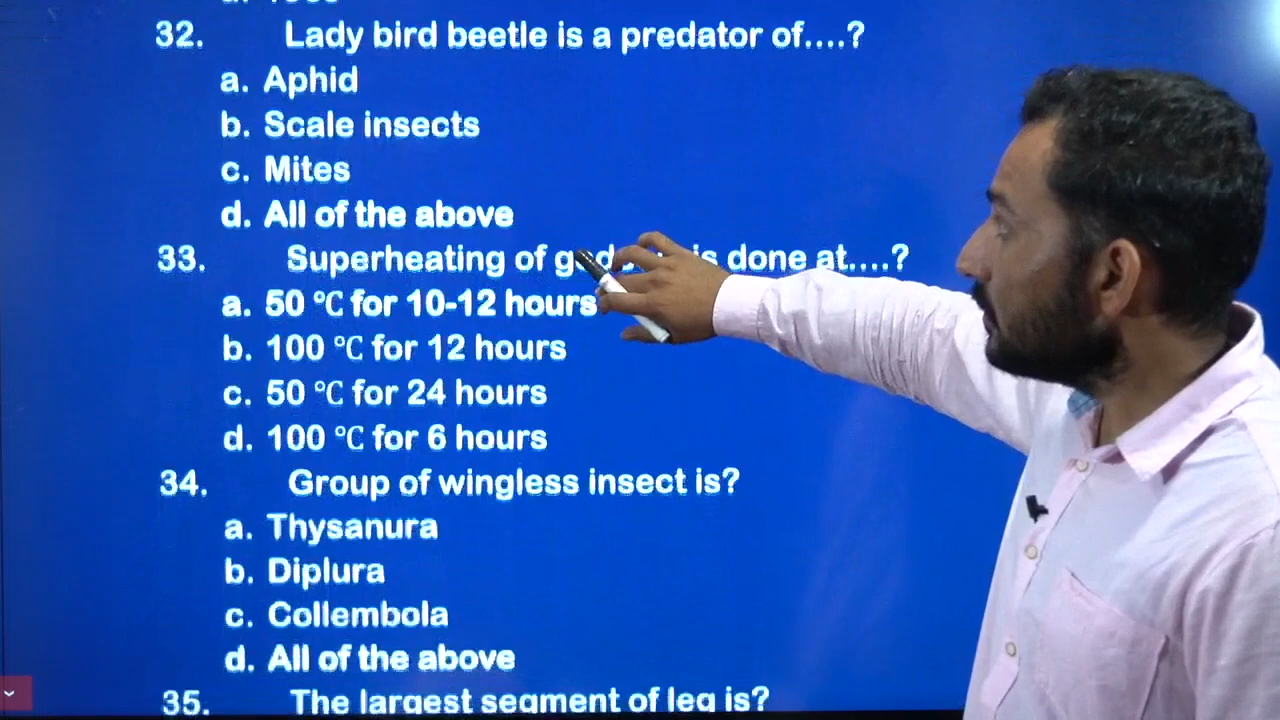 32. Lady bird beetle is a predator of....?
a. Aphid
b. Scale insects
c. Mites
d. All of the above
33. Superheating of is done at....?
a. 50 °C for 10-12 hours
b. 100 °C for 12 hours
c. 50 °C for 24 hours
d. 100 °C for 6 hours
34. Group of wingless insect is?
a. Thysanura
b. Diplura
c. Collembola
d. All of the above
35. The largest segment of leg is?